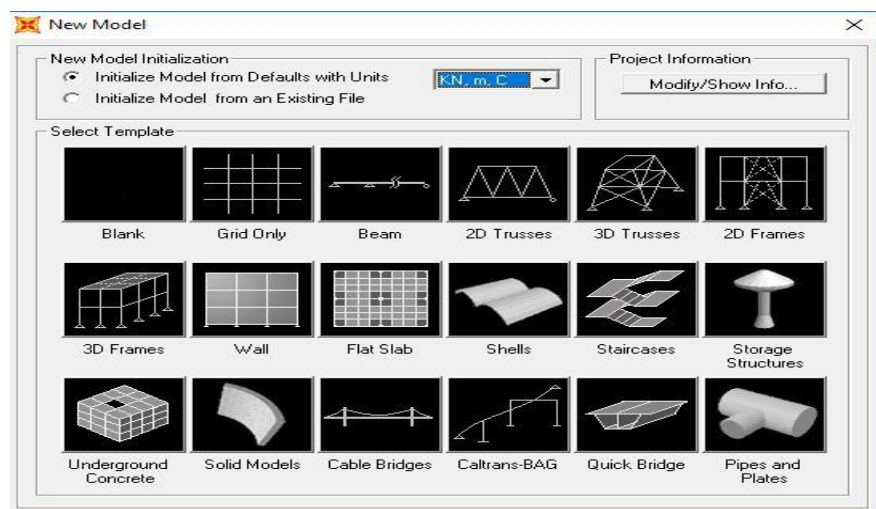 New Model
New Model Initialization
Project Information
Initialize Model from Defaults with Units
KN, m, C
Modify/Show Info...
Initialize Model from an Existing File
Select Template
Blank
Grid Only
Beam
2D Trusses
3D Trusses
2D Frames
3D Frames
Wall
Flat Slab
Shells
Staircases
Storage
Structures
Underground
Concrete
Solid Models
Cable Bridges
Caltrans-BAG
Quick Bridge
Pipes and
Plates